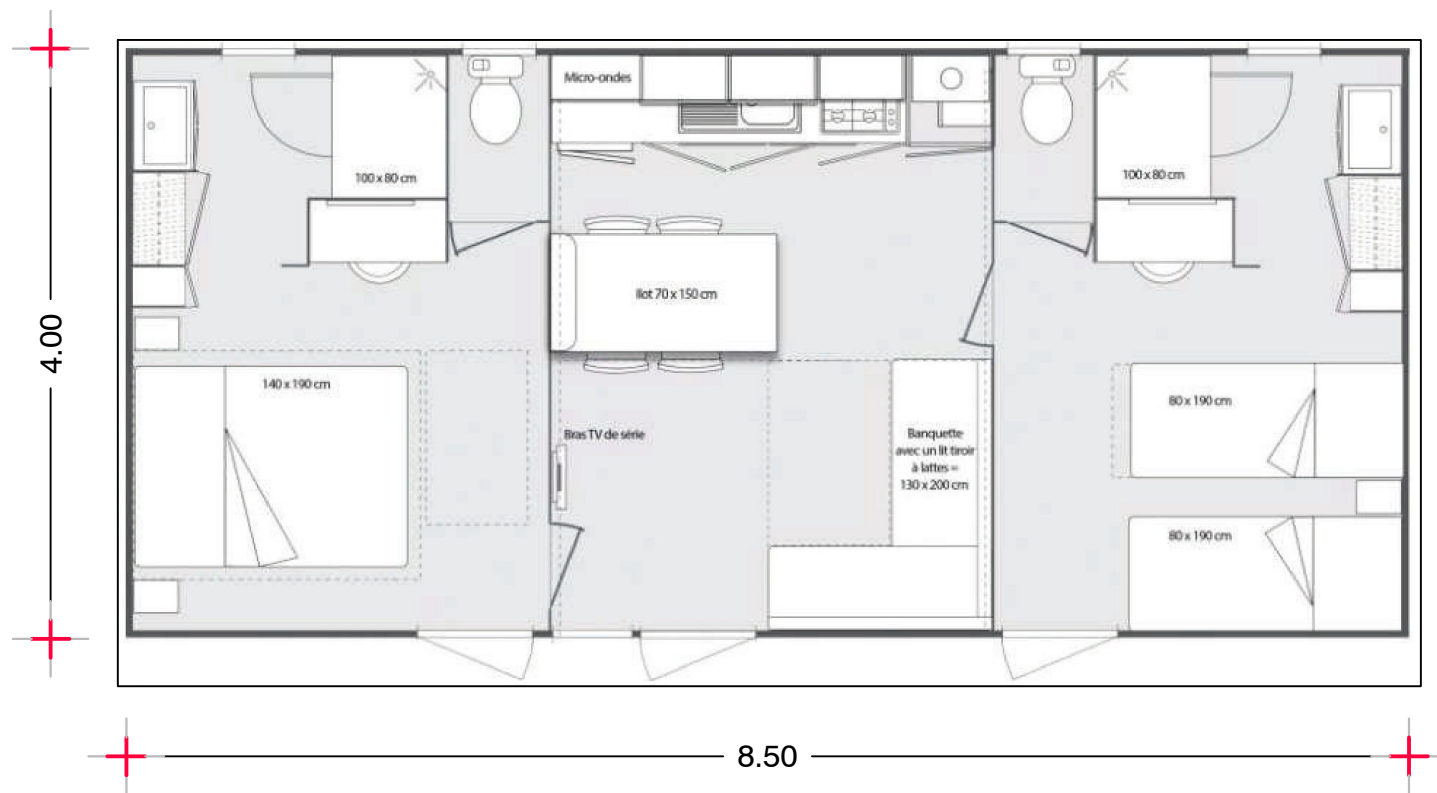 Micro-ondes
100 x 80 cm
100 x 80 cm
Ilot 70 x 150 cm
4.00
140 x 190 cm
80 x 190 cm
Bras TV de série
Banquette
avec un lit tiroir
à lattes =
130 x 200 cm
80 x 190 cm
8.50